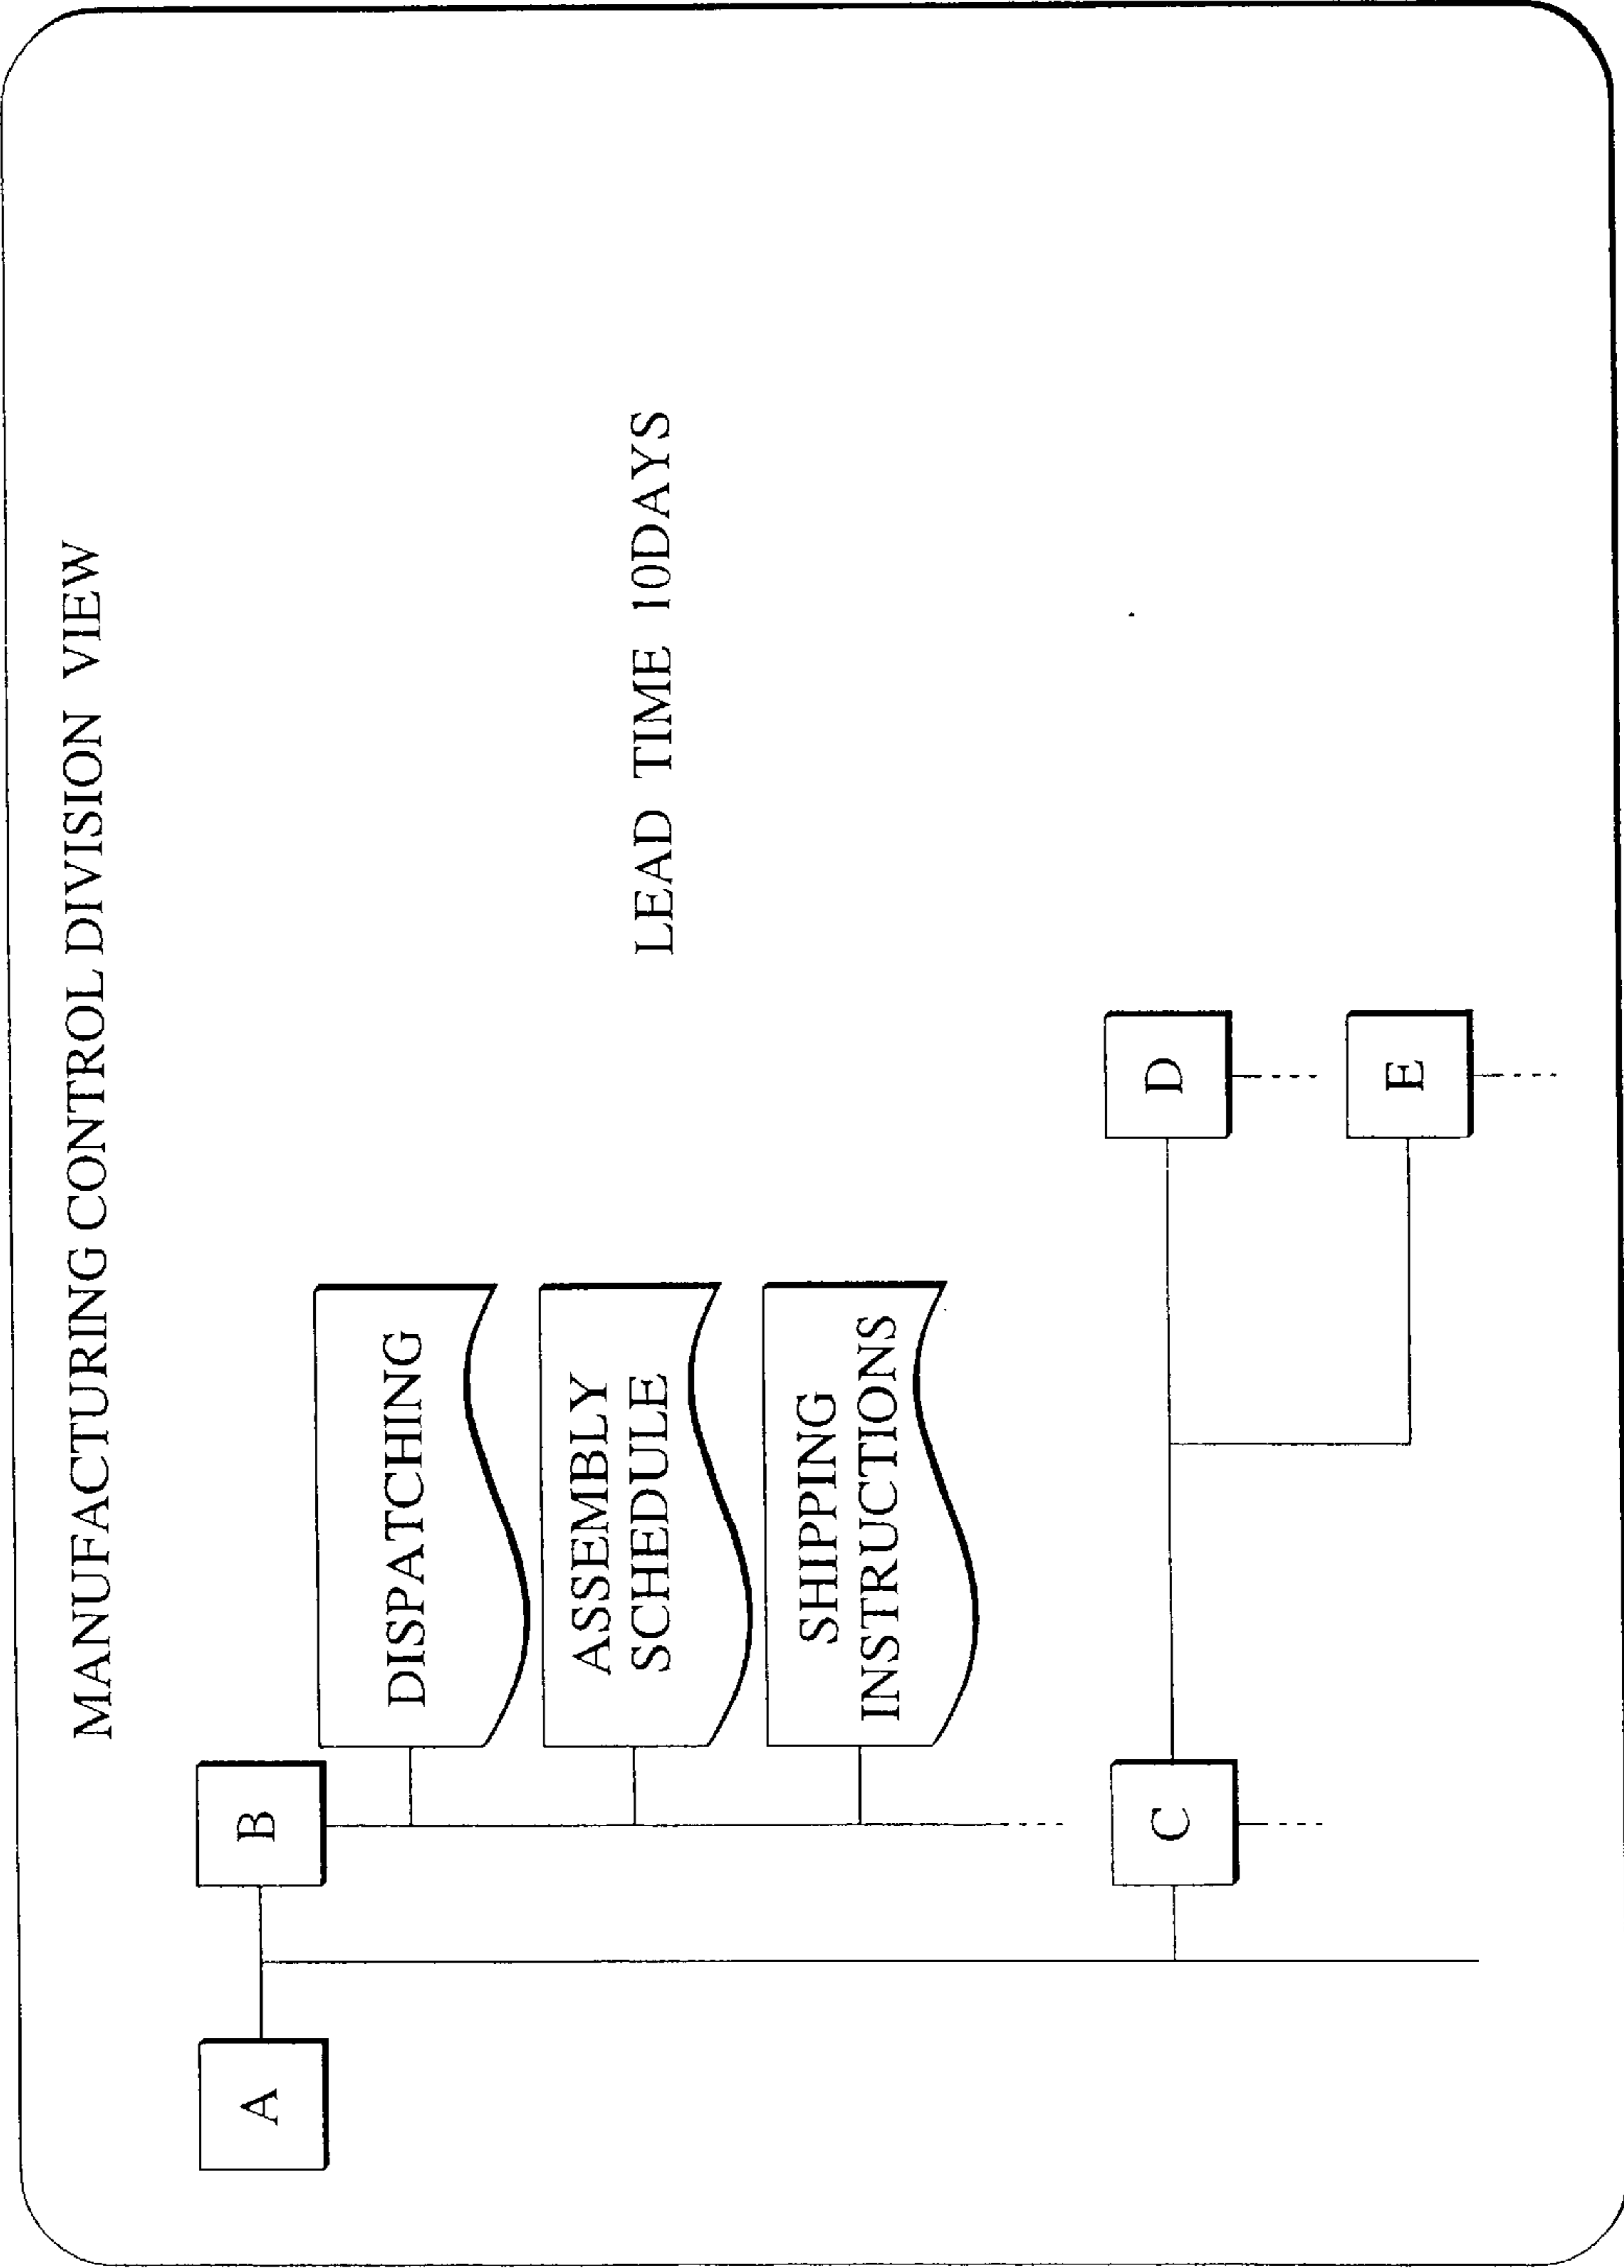 MANUFACTURING CONTROL DIVISION VIEW
A
B
DISPATCHING
ASSEMBLY
SCHEDULE
LEAD TIME 10DAYS
SHIPPING
INSTRUCTIONS
C
D
E